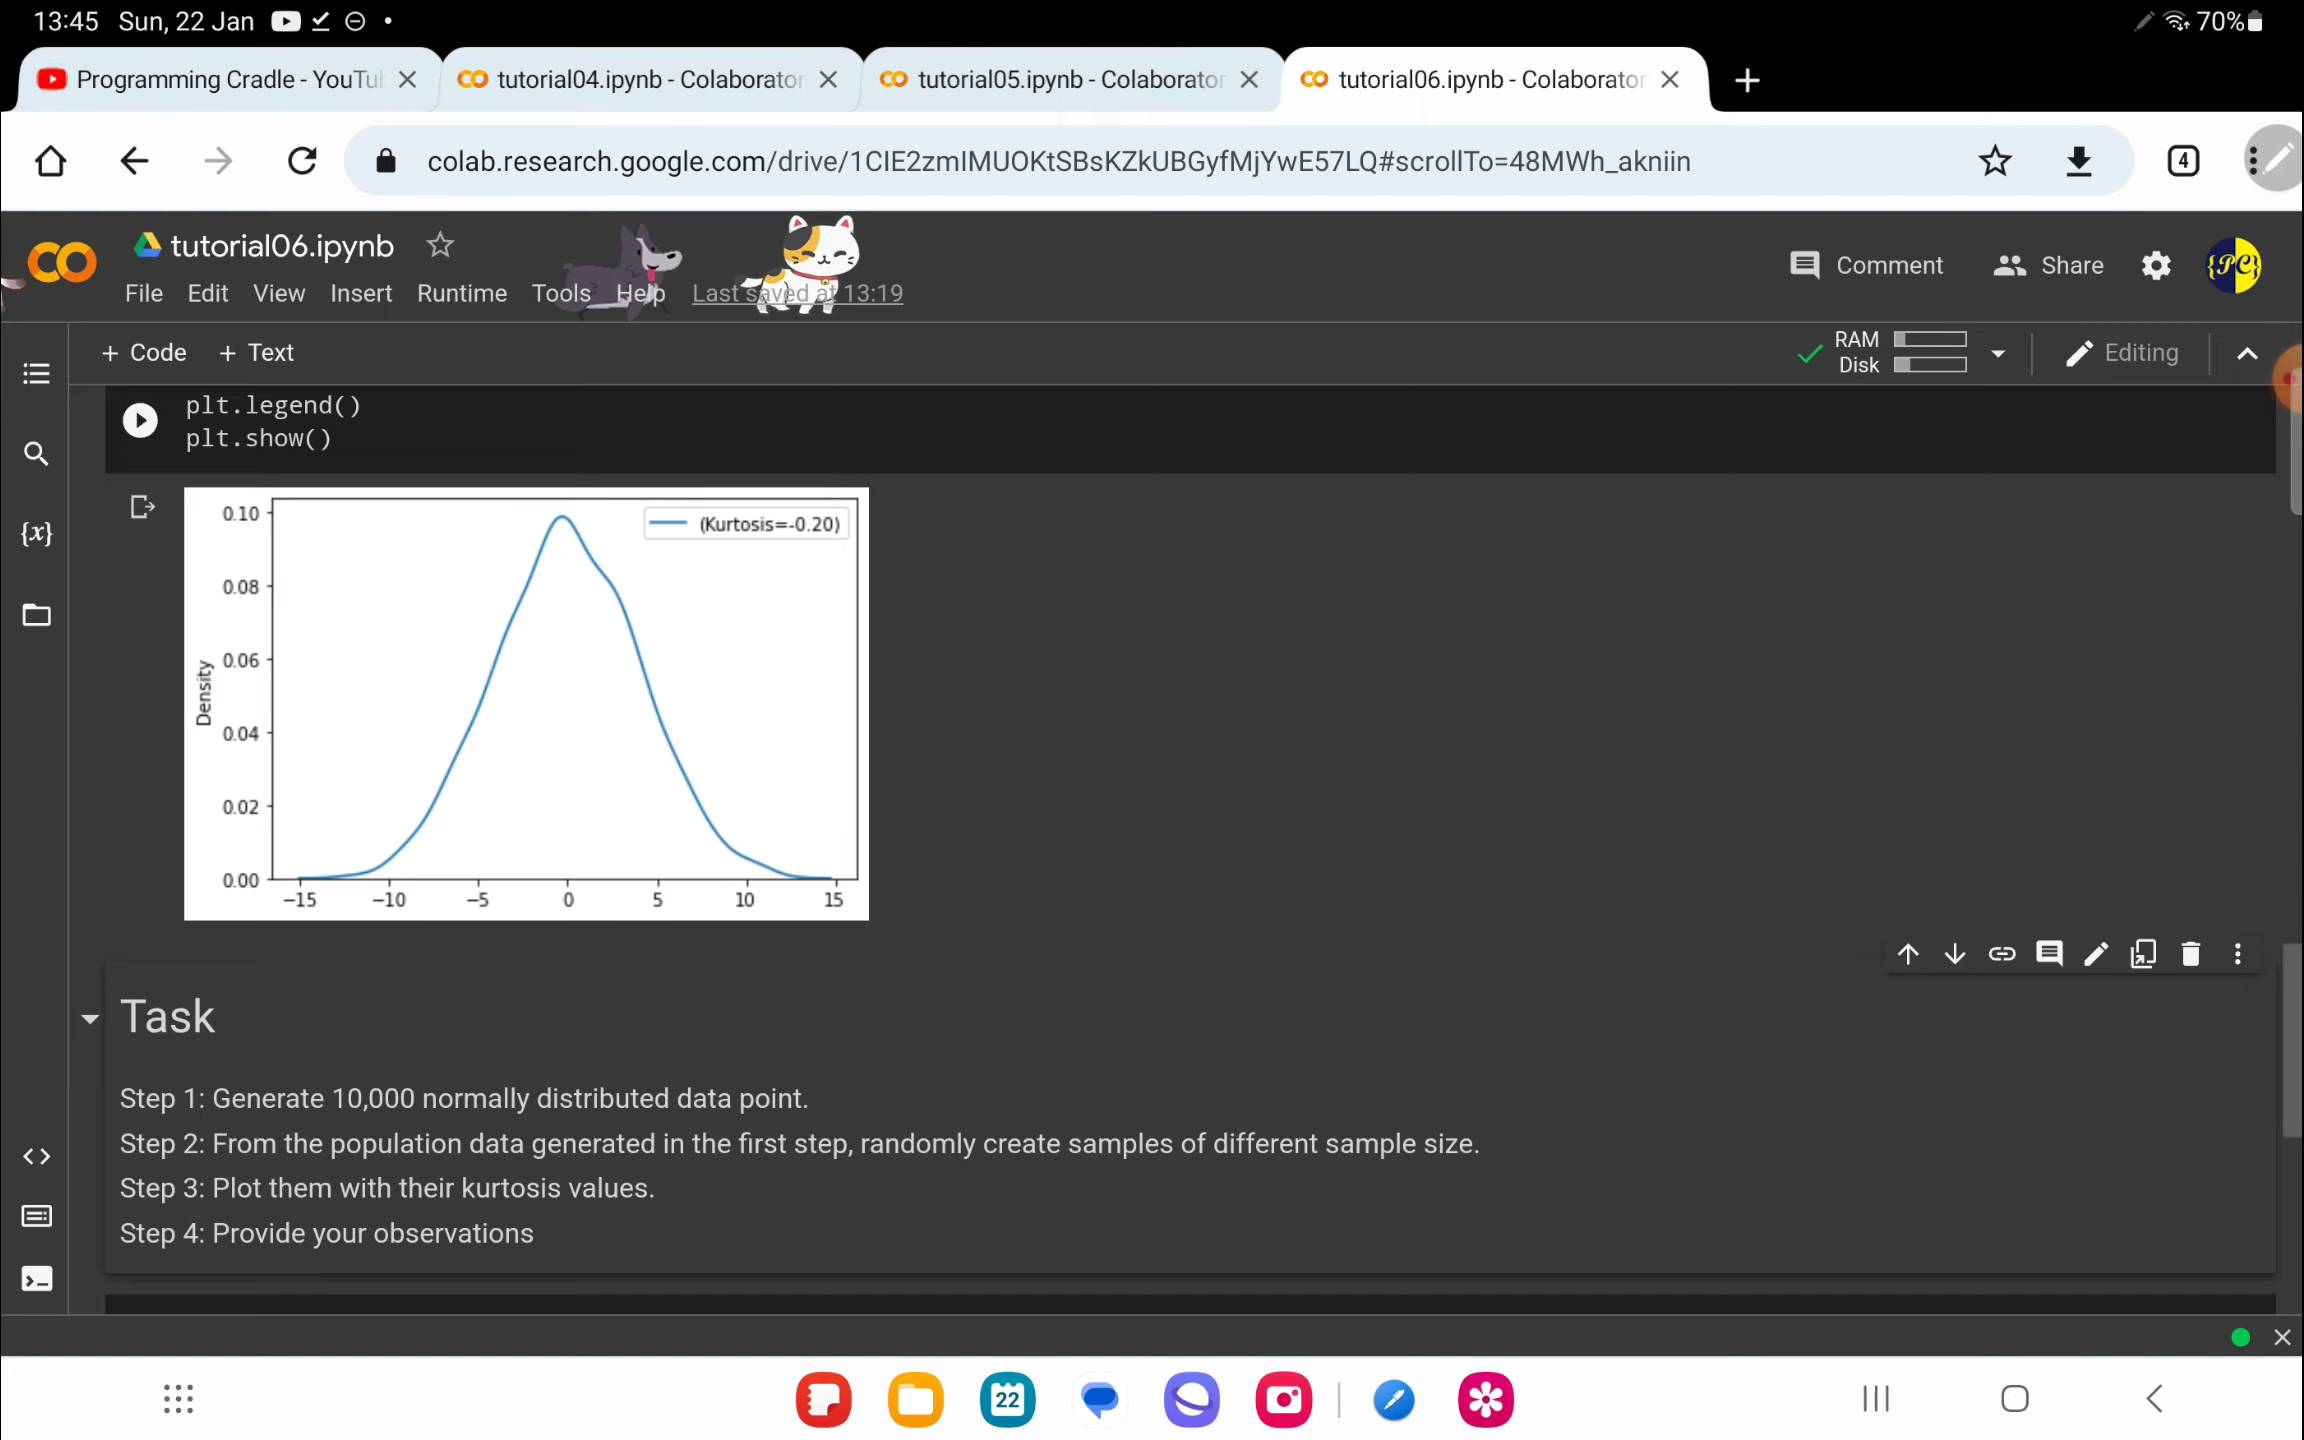 13:45 Sun, 22 Jan 70%
Programming Cradle - YouTu
tutorial04.ipynb - Colaborator
tutorial05.ipynb - Colaborator
tutorial06.ipynb - Colaborator
colab.research.google.com/drive/1CIE2zmIMUOKtSBsKZkUBGyfMjYwE57LQ#scrollTo=48MWh_akniin
4
tutorial06.ipynb
Comment
Share
{PC}
File Edit View Insert Runtime Tools Help Last saved at 13:19
+ Code + Text
RAM
Disk
Editing
plt.legend()
plt.show()
{x}
(Kurtosis=-0.20)
0.10
0.08
0.06
0.04
0.02
0.00
Density
−15 −10 −5 0 5 10 15
Task
Step 1: Generate 10,000 normally distributed data point.
Step 2: From the population data generated in the first step, randomly create samples of different sample size.
Step 3: Plot them with their kurtosis values.
Step 4: Provide your observations
22